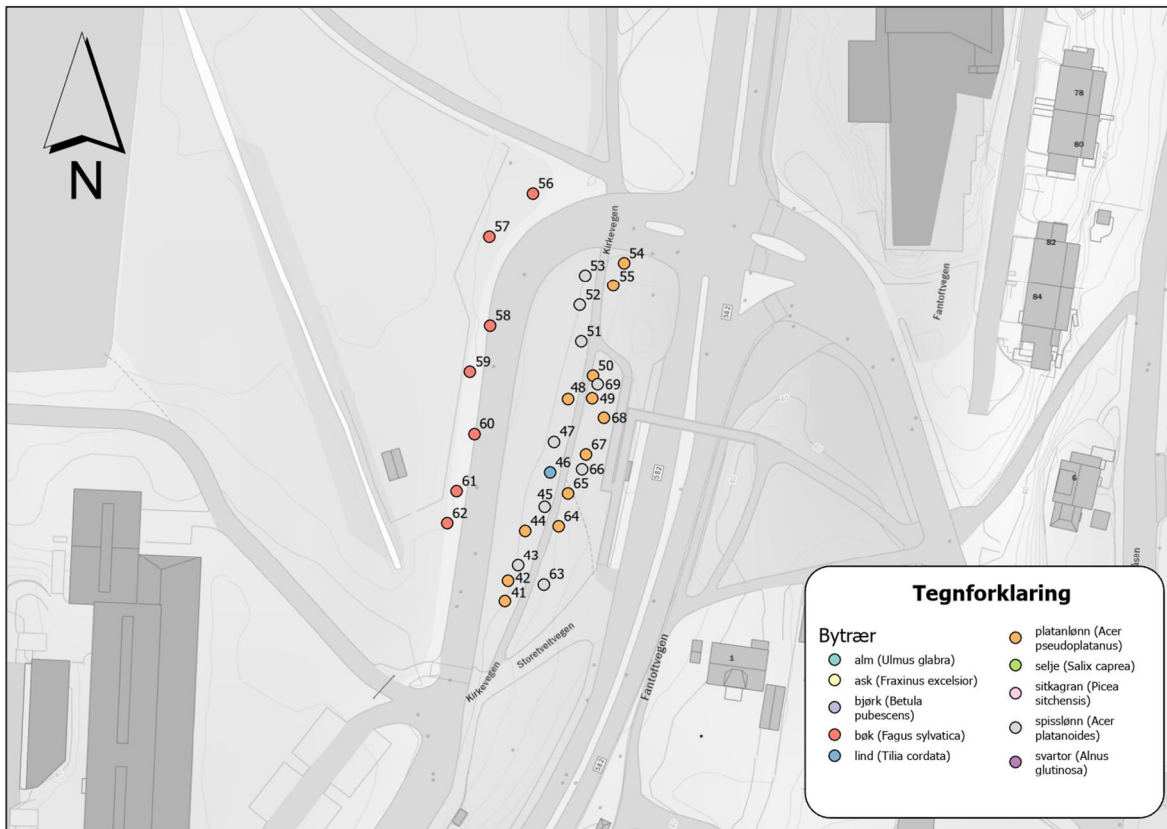 N
78
80
82
84
56
57
Kirkevegen
54
53
55
52
58
51
582
Fantoftvegen
59
50
69
48
49
68
60
47
67
46
66
582
6
61
45
65
62
44
64
43
42
63
41
Storetveitvegen
Kirkevegen
Fantoftvegen
1
582
Tegnforklaring
Bytrær
alm (Ulmus glabra)
ask (Fraxinus excelsior)
bjørk (Betula
pubescens)
bøk (Fagus sylvatica)
lind (Tilia cordata)
platanlønn (Acer
pseudoplatanus)
selje (Salix caprea)
sitkagran (Picea
sitchensis)
spisslønn (Acer
platanoides)
svartor (Alnus
glutinosa)